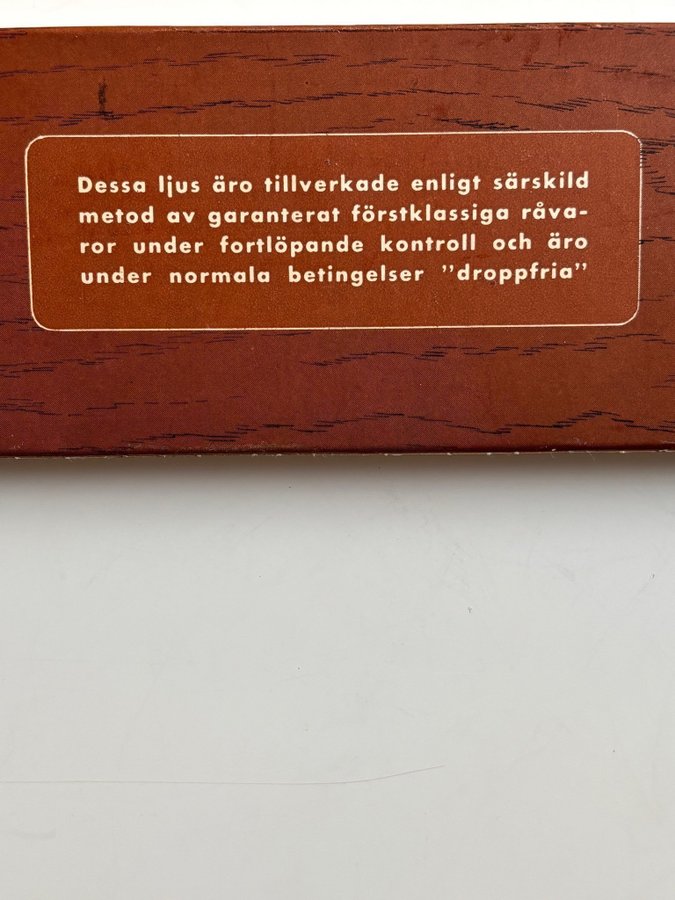 Dessa ljus äro tillverkade enligt särskild
metod av garanterat förstklassiga råva-
ror under fortlöpande kontroll och äro
under normala betingelser ”droppfria”